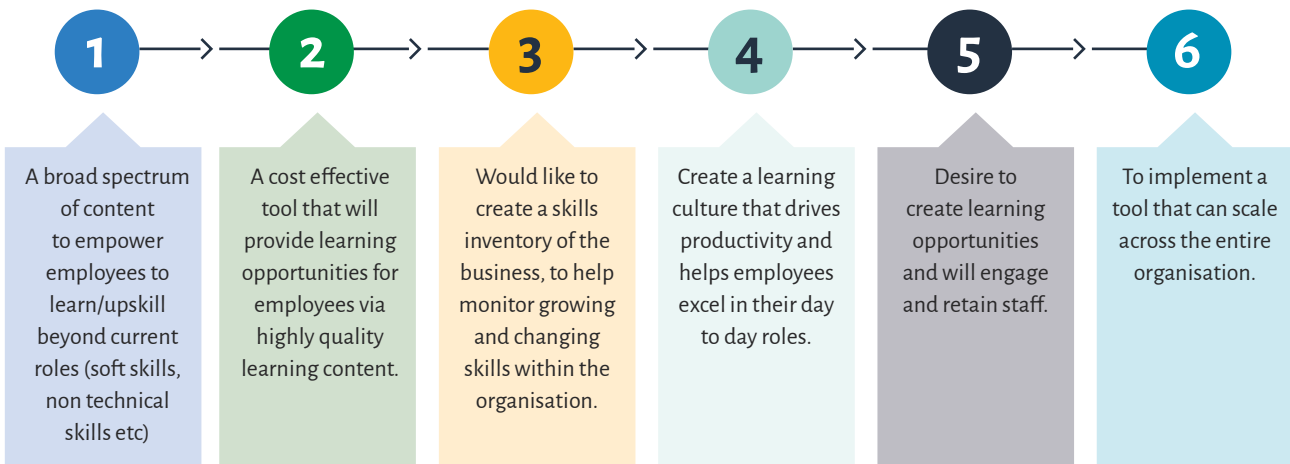 1
2
3
4
5
6
A broad spectrum
of content
to empower
employees to
learn/upskill
beyond current
roles (soft skills,
non technical
skills etc)
A cost effective
tool that will
provide learning
opportunities for
employees via
highly quality
learning content.
Would like to
create a skills
inventory of the
business, to help
monitor growing
and changing
skills within the
organisation.
Create a learning
culture that drives
productivity and
helps employees
excel in their day
to day roles.
Desire to
create learning
opportunities
and will engage
and retain staff.
To implement a
tool that can scale
across the entire
organisation.